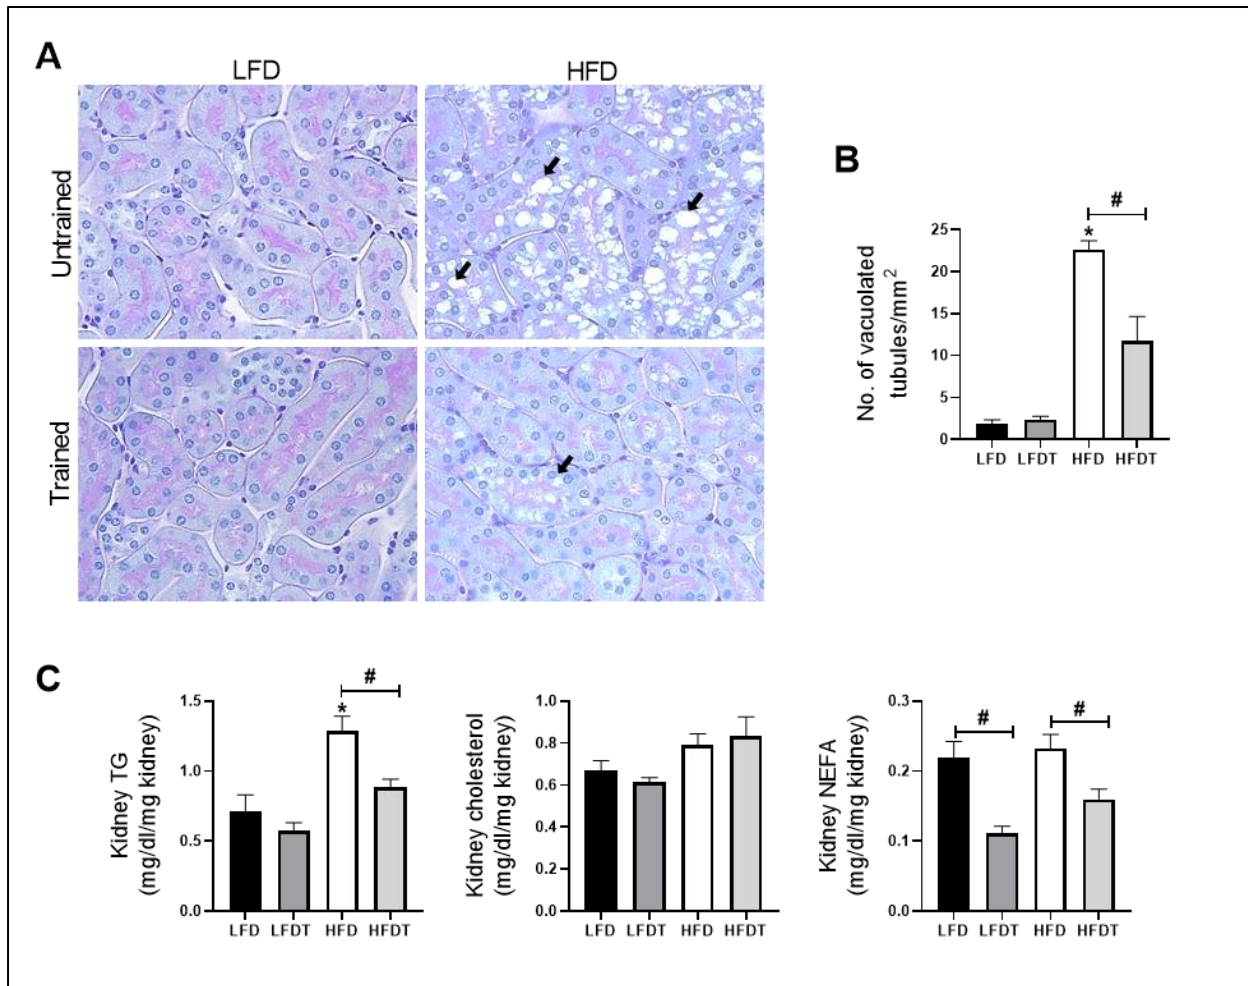 A
LFD
HFD
Untrained
Trained
B
No. of vacuolated
tubules/mm2
25
20
15
10
5
0
*
#
LFD
LFDT
HFD
HFDT
C
Kidney TG
(mg/dl/mg kidney)
1.5
1.0
0.5
0.0
*
#
LFD
LFDT
HFD
HFDT
Kidney cholesterol
(mg/dl/mg kidney)
1.0
0.8
0.6
0.4
0.2
0.0
LFD
LFDT
HFD
HFDT
Kidney NEFA
(mg/dl/mg kidney)
0.3
0.2
0.1
0.0
#
#
LFD
LFDT
HFD
HFDT